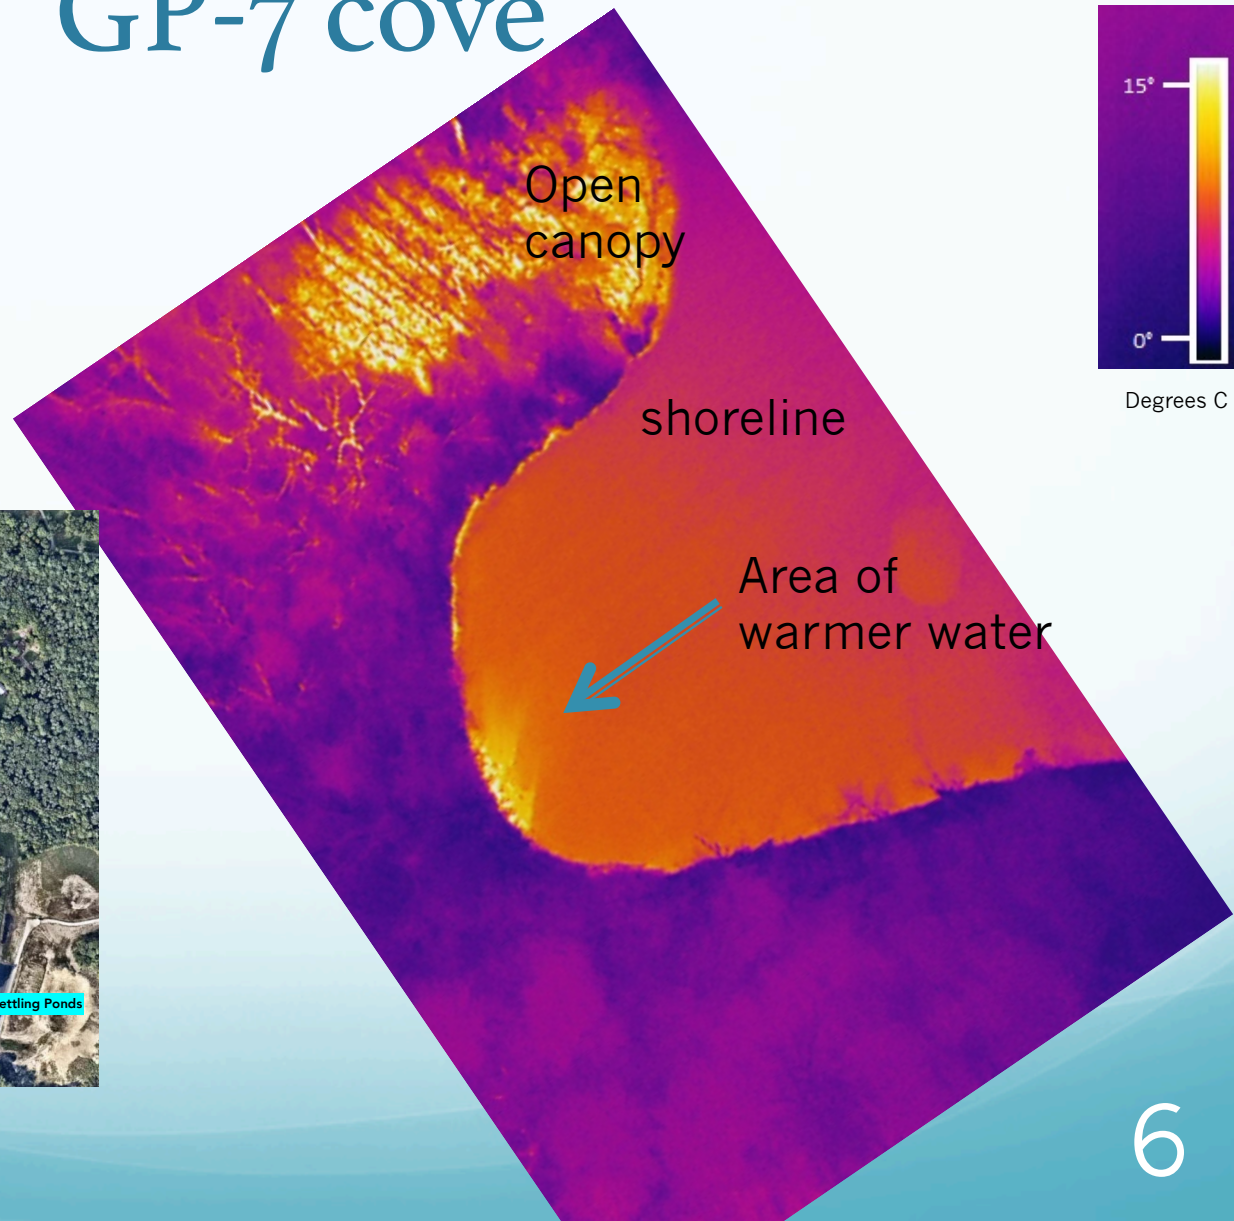 GP-7 cove
15°
0°
Degrees C
Open
canopy
shoreline
Area of
warmer water
ettling Ponds
6